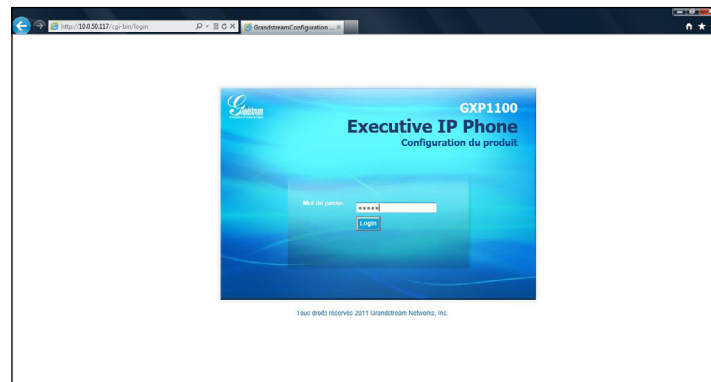 http://10.0.50.117/cgi-bin/login
GrandstreamConfiguration ...
Grandstream
GXP1100
Executive IP Phone
Configuration du produit
Mot de passe
Login
Tous droits réservés 2011 Grandstream Networks, Inc.